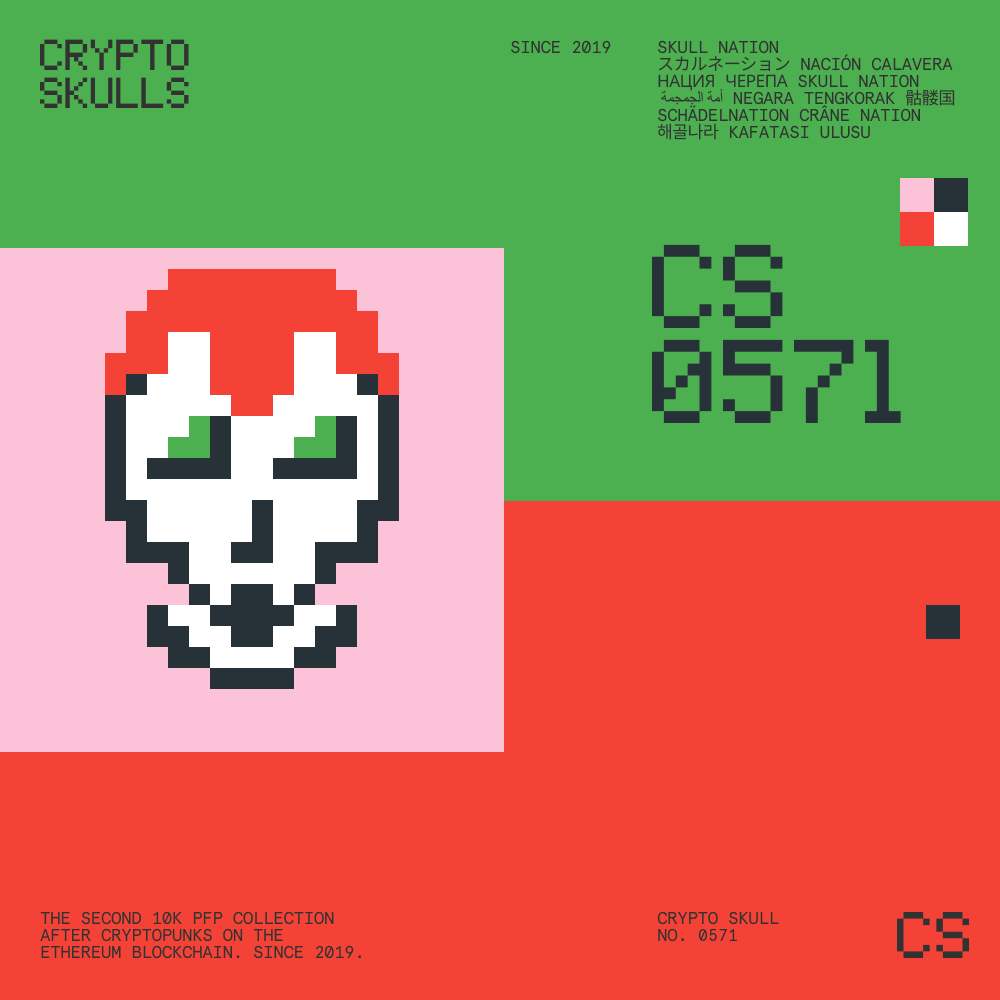 CRYPTO
SKULLS
SINCE 2019
SKULL NATION
スカルネーション NACIÓN CALAVERA
НАЦИЯ ЧЕРЕПА SKULL NATION
أمة الجمجمة NEGARA TENGKORAK 骷髅国
SCHÄDELNATION CRÂNE NATION
해골나라 KAFATASI ULUSU
CS
0571
THE SECOND 10K PFP COLLECTION
AFTER CRYPTOPUNKS ON THE
ETHEREUM BLOCKCHAIN. SINCE 2019.
CRYPTO SKULL
NO. 0571
CS